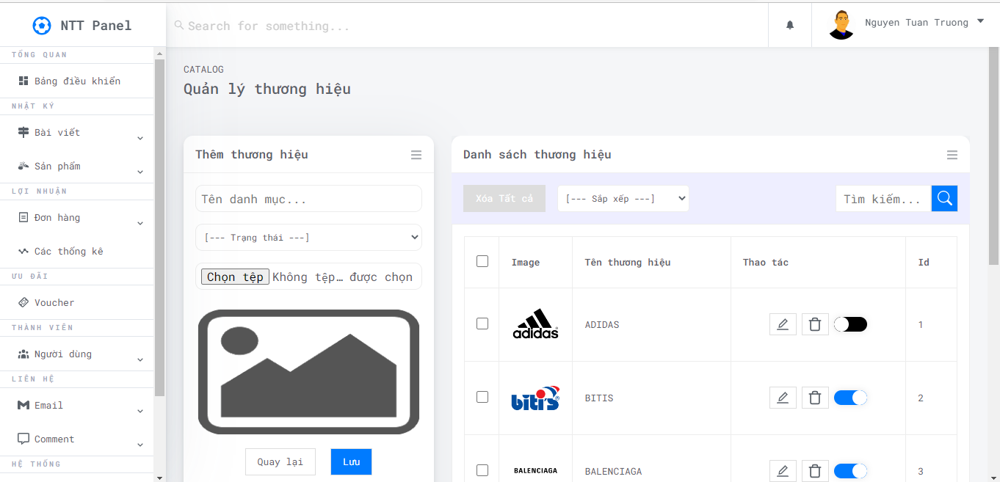 NTT Panel
Search for something...
Nguyen Tuan Truong
TỔNG QUAN
Bảng điều khiển
NHẬT KÝ
Bài viết
Sản phẩm
LỢI NHUẬN
Đơn hàng
Các thống kê
ƯU ĐÃI
Voucher
THÀNH VIÊN
Người dùng
LIÊN HỆ
Email
Comment
HỆ THỐNG
CATALOG
Quản lý thương hiệu
Thêm thương hiệu
Tên danh mục...
[--- Trạng thái ---]
Chọn tệp Không tệp… được chọn
Quay lại Lưu
Danh sách thương hiệu
Xóa Tất cả [--- Sắp xếp ---] Tìm kiếm...
Image Tên thương hiệu Thao tác Id
adidas ADIDAS 1
biti's BITIS 2
BALENCIAGA BALENCIAGA 3